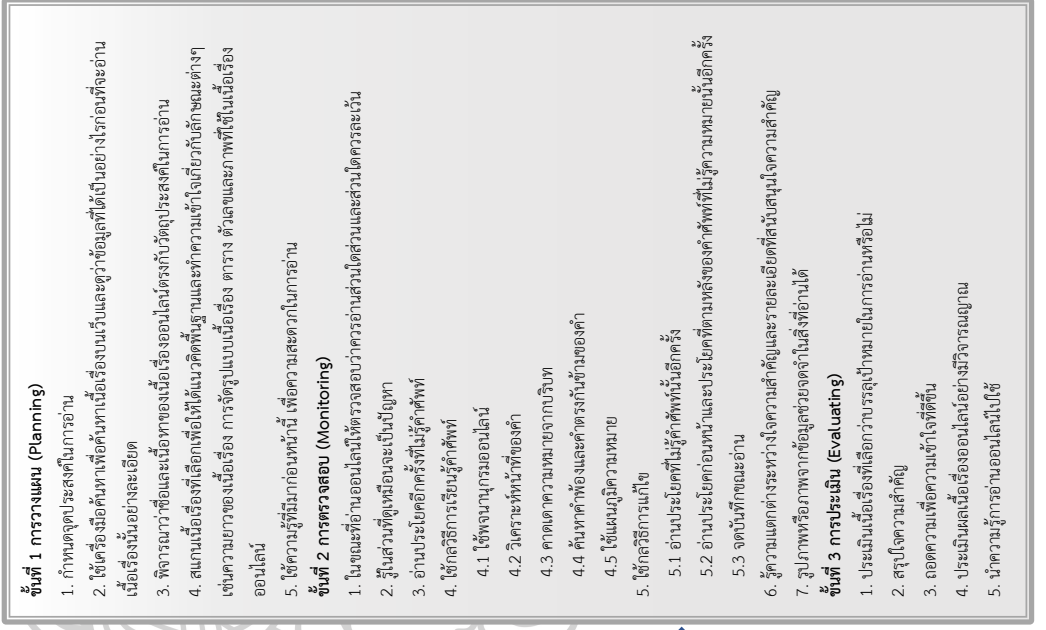 ขั้นที่ 1 การวางแผน (Planning)
1. กำหนดจุดประสงค์ในการอ่าน
2. ใช้เครื่องมือค้นหาเพื่อค้นหาเนื้อเรื่องบนเว็บและดูว่าข้อมูลที่ได้เป็นอย่างไรก่อนที่จะอ่าน
เนื้อเรื่องนั้นอย่างละเอียด
3. พิจารณาว่าชื่อและเนื้อหาของเนื้อเรื่องออนไลน์ตรงกับวัตถุประสงค์ในการอ่าน
4. สแกนเนื้อเรื่องที่เลือกเพื่อให้ได้แนวคิดพื้นฐานและทำความเข้าใจเกี่ยวกับลักษณะต่างๆ
เช่นความยาวของเนื้อเรื่อง การจัดรูปแบบเนื้อเรื่อง ตาราง ตัวเลขและภาพที่ใช้ในเนื้อเรื่อง
ออนไลน์
5. ใช้ความรู้ที่มีมาก่อนหน้านี้ เพื่อความสะดวกในการอ่าน
ขั้นที่ 2 การตรวจสอบ (Monitoring)
1. ในขณะที่อ่านออนไลน์ให้ตรวจสอบว่าควรอ่านส่วนใดส่วนและส่วนใดควรละเว้น
2. รู้ในส่วนที่ดูเหมือนจะเป็นปัญหา
3. อ่านประโยคอีกครั้งที่ไม่รู้คำศัพท์
4. ใช้กลวิธีการเรียนรู้คำศัพท์
4.1 ใช้พจนานุกรมออนไลน์
4.2 วิเคราะห์หน้าที่ของคำ
4.3 คาดเดาความหมายจากบริบท
4.4 ค้นหาคำพ้องและคำตรงกันข้ามของคำ
4.5 ใช้แผนภูมิความหมาย
5. ใช้กลวิธีการแก้ไข
5.1 อ่านประโยคที่ไม่รู้คำศัพท์นั้นอีกครั้ง
5.2 อ่านประโยคก่อนหน้าและประโยคที่ตามหลังของคำศัพท์ที่ไม่รู้ความหมายนั้นอีกครั้ง
5.3 จดบันทึกขณะอ่าน
6. รู้ความแตกต่างระหว่างใจความสำคัญและรายละเอียดที่สนับสนุนใจความสำคัญ
7. รูปภาพหรือภาพจากข้อมูลช่วยจดจำในสิ่งที่อ่านได้
ขั้นที่ 3 การประเมิน (Evaluating)
1. ประเมินเนื้อเรื่องที่เลือกว่าบรรลุเป้าหมายในการอ่านหรือไม่
2. สรุปใจความสำคัญ
3. ถอดความเพื่อความเข้าใจที่ดีขึ้น
4. ประเมินผลเนื้อเรื่องออนไลน์อย่างมีวิจารณญาณ
5. นำความรู้การอ่านออนไลน์ไปใช้